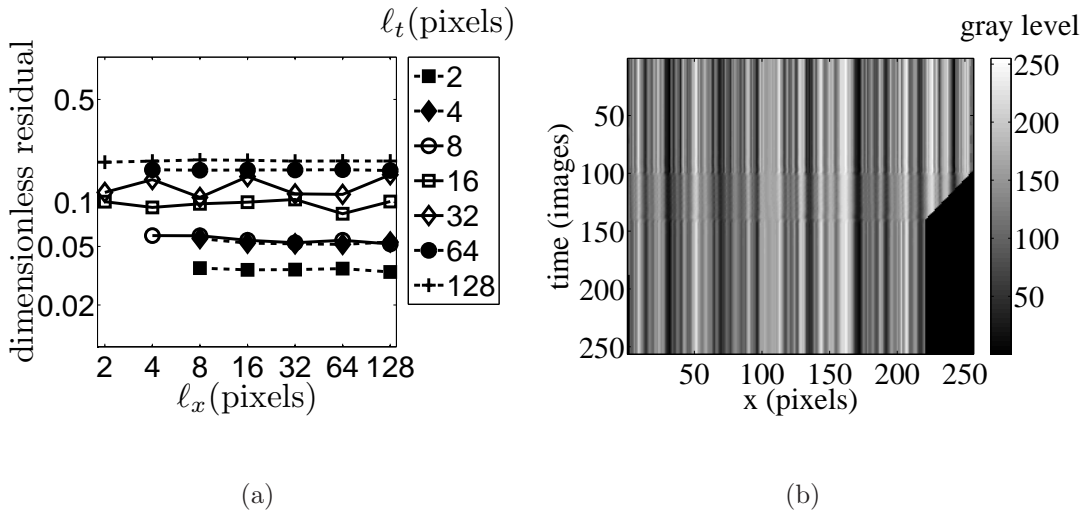 ℓt(pixels)
dimensionless residual
0.5
0.1
0.05
0.02
2 4 8 16 32 64 128
ℓx(pixels)
2
4
8
16
32
64
128
(a)
gray level
time (images)
50
100
150
200
250
50 100 150 200 250
x (pixels)
250
200
150
100
50
(b)